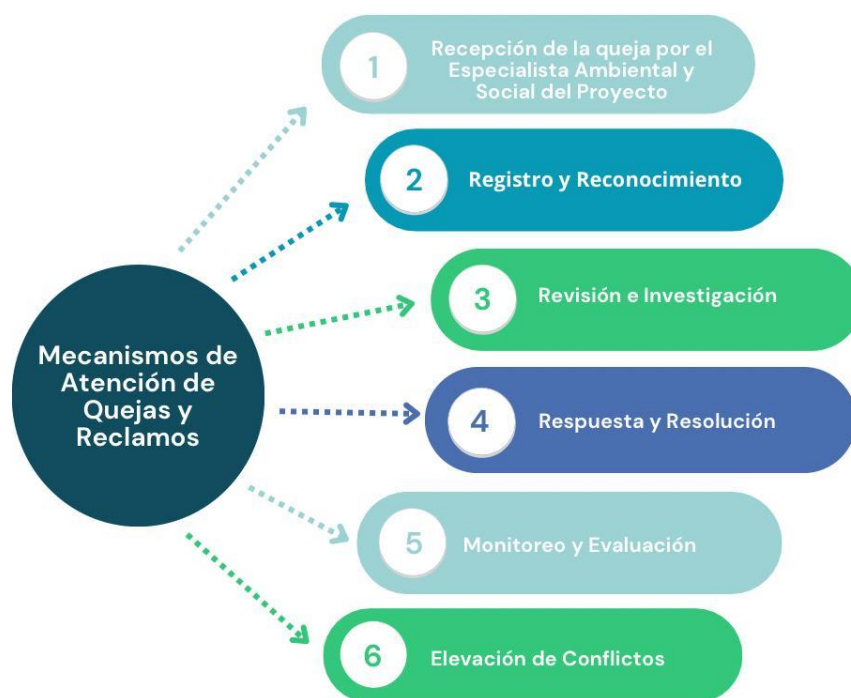 1
Recepción de la queja por el
Especialista Ambiental y
Social del Proyecto
2
Registro y Reconocimiento
3
Revisión e Investigación
Mecanismos de
Atención de
Quejas y
Reclamos
4
Respuesta y Resolución
5
Monitoreo y Evaluación
6
Elevación de Conflictos